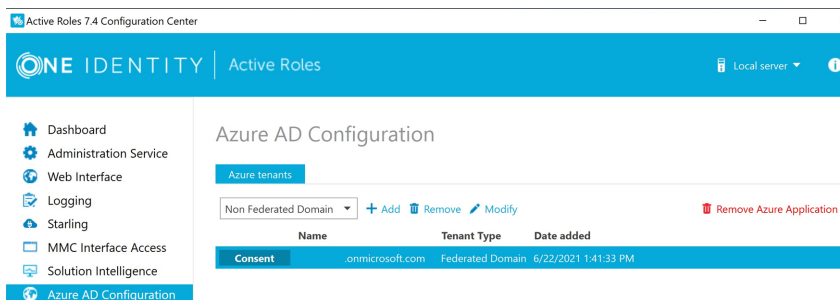 Active Roles 7.4 Configuration Center
ONE IDENTITY Active Roles
Local server
Dashboard
Administration Service
Web Interface
Logging
Starling
MMC Interface Access
Solution Intelligence
Azure AD Configuration
Azure AD Configuration
Azure tenants
Non Federated Domain Add Remove Modify Remove Azure Application
Name Tenant Type Date added
Consent .onmicrosoft.com Federated Domain 6/22/2021 1:41:33 PM